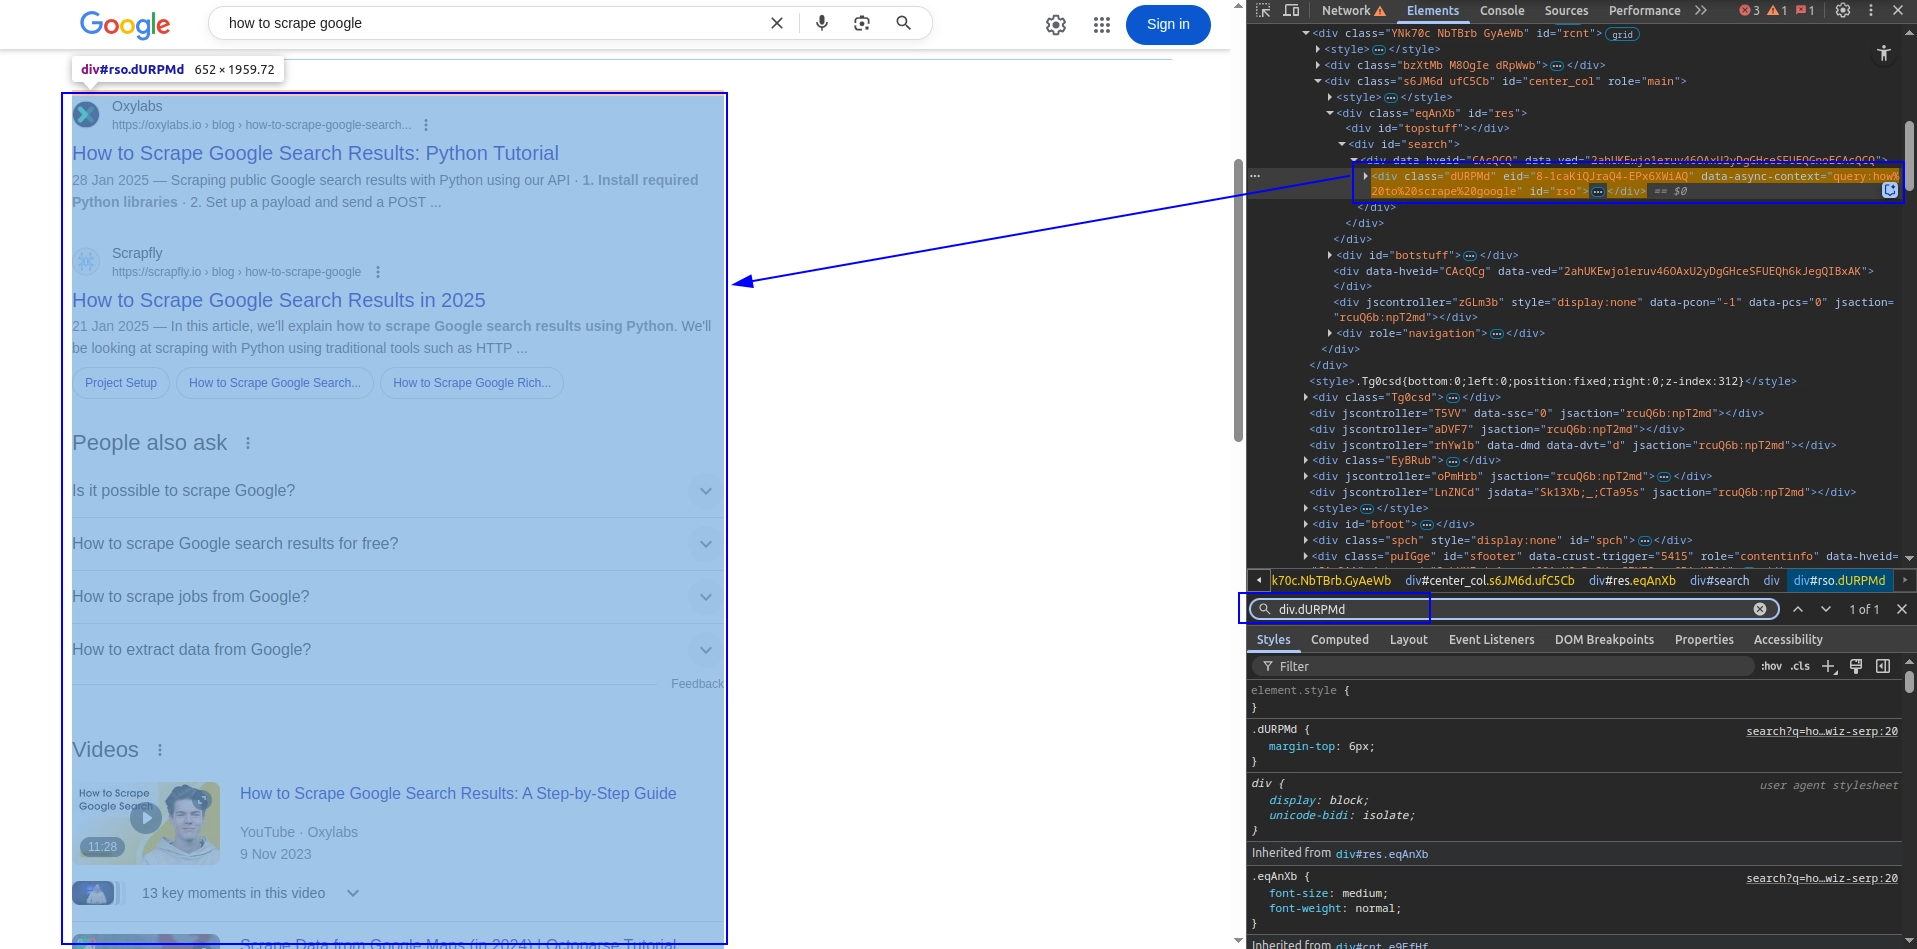 Google
how to scrape google
Sign in
div#rso.dURPMd 652 × 1959.72
Oxylabs
https://oxylabs.io › blog › how-to-scrape-google-search...
How to Scrape Google Search Results: Python Tutorial
28 Jan 2025 — Scraping public Google search results with Python using our API · 1. Install required
Python libraries · 2. Set up a payload and send a POST ...
Scrapfly
https://scrapfly.io › blog › how-to-scrape-google
How to Scrape Google Search Results in 2025
21 Jan 2025 — In this article, we'll explain how to scrape Google search results using Python. We'll
be looking at scraping with Python using traditional tools such as HTTP ...
Project Setup How to Scrape Google Search... How to Scrape Google Rich...
People also ask
Is it possible to scrape Google?
How to scrape Google search results for free?
How to scrape jobs from Google?
How to extract data from Google?
Feedback
Videos
How to Scrape
Google Search
11:28
How to Scrape Google Search Results: A Step-by-Step Guide
YouTube · Oxylabs
9 Nov 2023
13 key moments in this video
Scrape Data from Google Maps (in 2024) | Octoparse Tutorial
Network Elements Console Sources Performance 3 1 1
<div class="YNk70c NbTBrb GyAeWb" id="rcnt"> grid
<style>…</style>
<div class="bzXtMb M8OgIe dRpWwb">…</div>
<div class="s6JM6d ufC5Cb" id="center_col" role="main">
<style>…</style>
<div class="eqAnXb" id="res">
<div id="topstuff"></div>
<div id="search">
<div data-hveid="CAcQCQ" data-ved="2ahUKEwjo1eruv46OAxU2yDgGHceSFUEQGnoECAcQCQ">
<div class="dURPMd" eid="8-1caKiQJraQ4-EPx6XWiAQ" data-async-context="query:how%
20to%20scrape%20google" id="rso">…</div> == $0
</div>
</div>
</div>
<div id="botstuff">…</div>
<div data-hveid="CAcQCg" data-ved="2ahUKEwjo1eruv46OAxU2yDgGHceSFUEQh6kJegQIBxAK">
</div>
<div jscontroller="zGLm3b" style="display:none" data-pcon="-1" data-pcs="0" jsaction=
"rcuQ6b:npT2md"></div>
<div role="navigation">…</div>
</div>
</div>
<style>.Tg0csd{bottom:0;left:0;position:fixed;right:0;z-index:312}</style>
<div class="Tg0csd">…</div>
<div jscontroller="T5VV" data-ssc="0" jsaction="rcuQ6b:npT2md"></div>
<div jscontroller="aDVF7" jsaction="rcuQ6b:npT2md"></div>
<div jscontroller="rhYw1b" data-dmd data-dvt="d" jsaction="rcuQ6b:npT2md"></div>
<div class="EyBRub">…</div>
<div jscontroller="oPmHrb" jsaction="rcuQ6b:npT2md">…</div>
<div jscontroller="LnZNCd" jsdata="Sk13Xb;_;CTa95s" jsaction="rcuQ6b:npT2md"></div>
<style>…</style>
<div id="bfoot">…</div>
<div class="spch" style="display:none" id="spch">…</div>
<div class="puIGge" id="sfooter" data-crust-trigger="5415" role="contentinfo" data-hveid=
k70c.NbTBrb.GyAeWb div#center_col.s6JM6d.ufC5Cb div#res.eqAnXb div#search div div#rso.dURPMd
div.dURPMd 1 of 1
Styles Computed Layout Event Listeners DOM Breakpoints Properties Accessibility
Filter :hov .cls
element.style {
}
.dURPMd { search?q=ho…wiz-serp:20
margin-top: 6px;
}
div { user agent stylesheet
display: block;
unicode-bidi: isolate;
}
Inherited from div#res.eqAnXb
.eqAnXb { search?q=ho…wiz-serp:20
font-size: medium;
font-weight: normal;
}
Inherited from div#cnt.e9EfHf